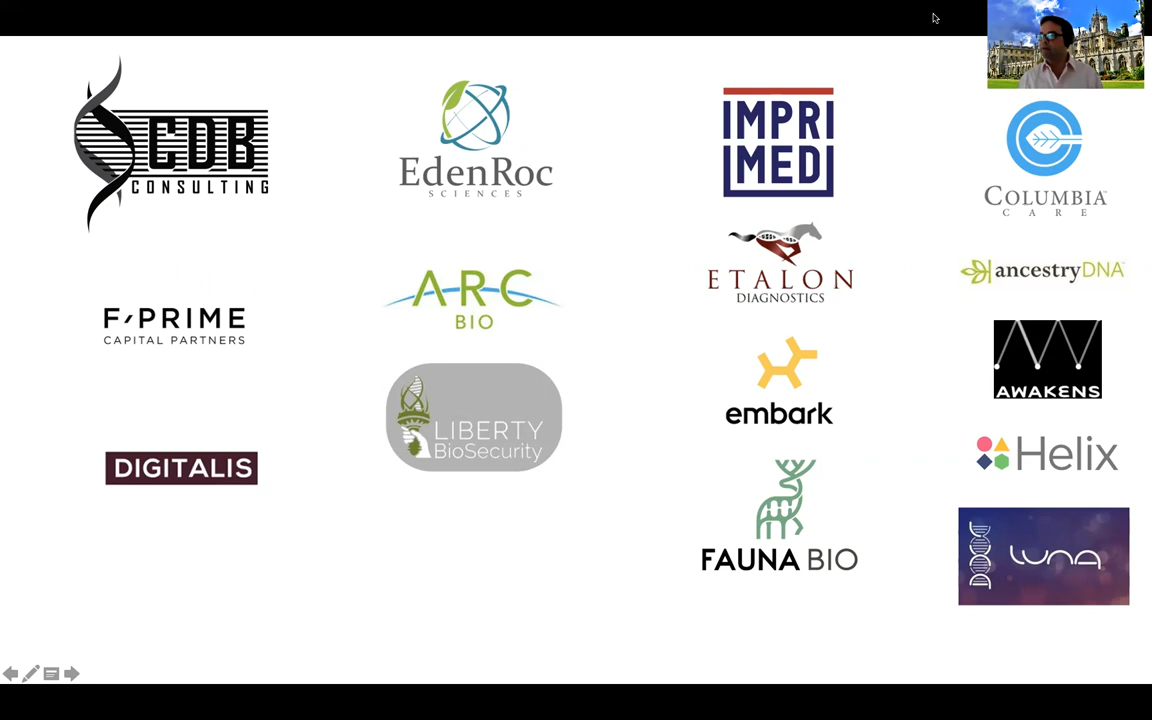 CDB
CONSULTING
F-PRIME
CAPITAL PARTNERS
DIGITALIS
EdenRoc
SCIENCES
ARC
BIO
LIBERTY
BioSecurity
IMPRI
IMED
ETALON
DIAGNOSTICS
embark
FAUNA BIO
COLUMBIA
CARE
ancestryDNA
AWAKENS
Helix
LUNA